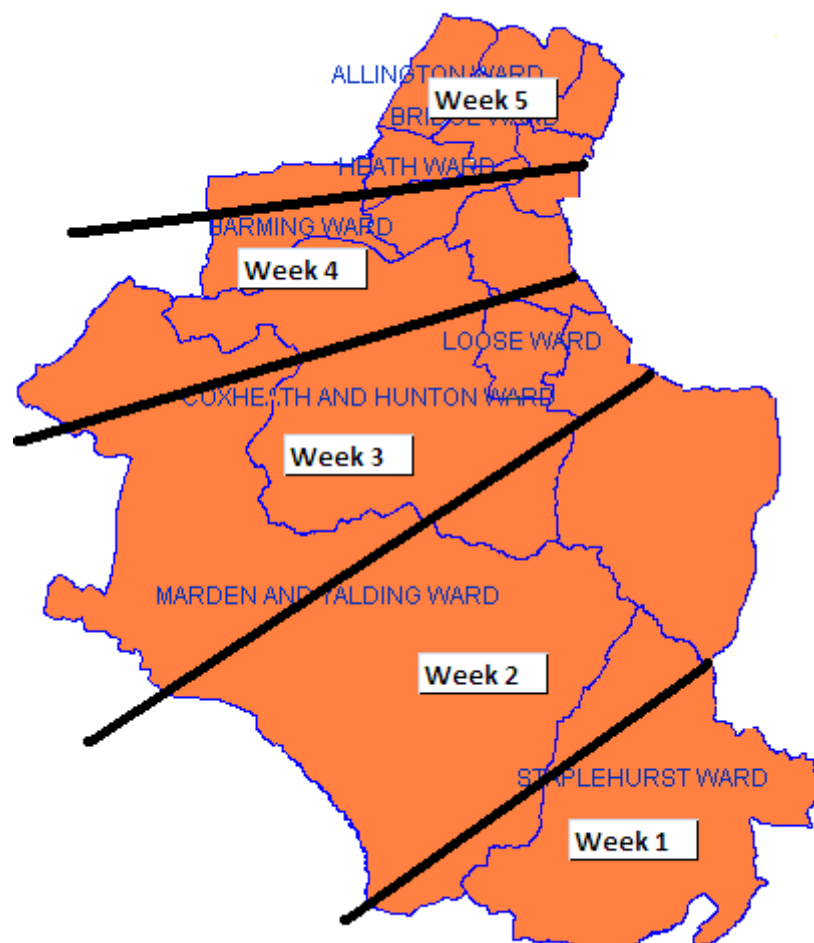 ALLINGTON WARD
Week 5
BRIDGE WARD
HEATH WARD
BARMING WARD
Week 4
LOOSE WARD
COXHEATH AND HUNTON WARD
Week 3
MARDEN AND YALDING WARD
Week 2
STAPLEHURST WARD
Week 1